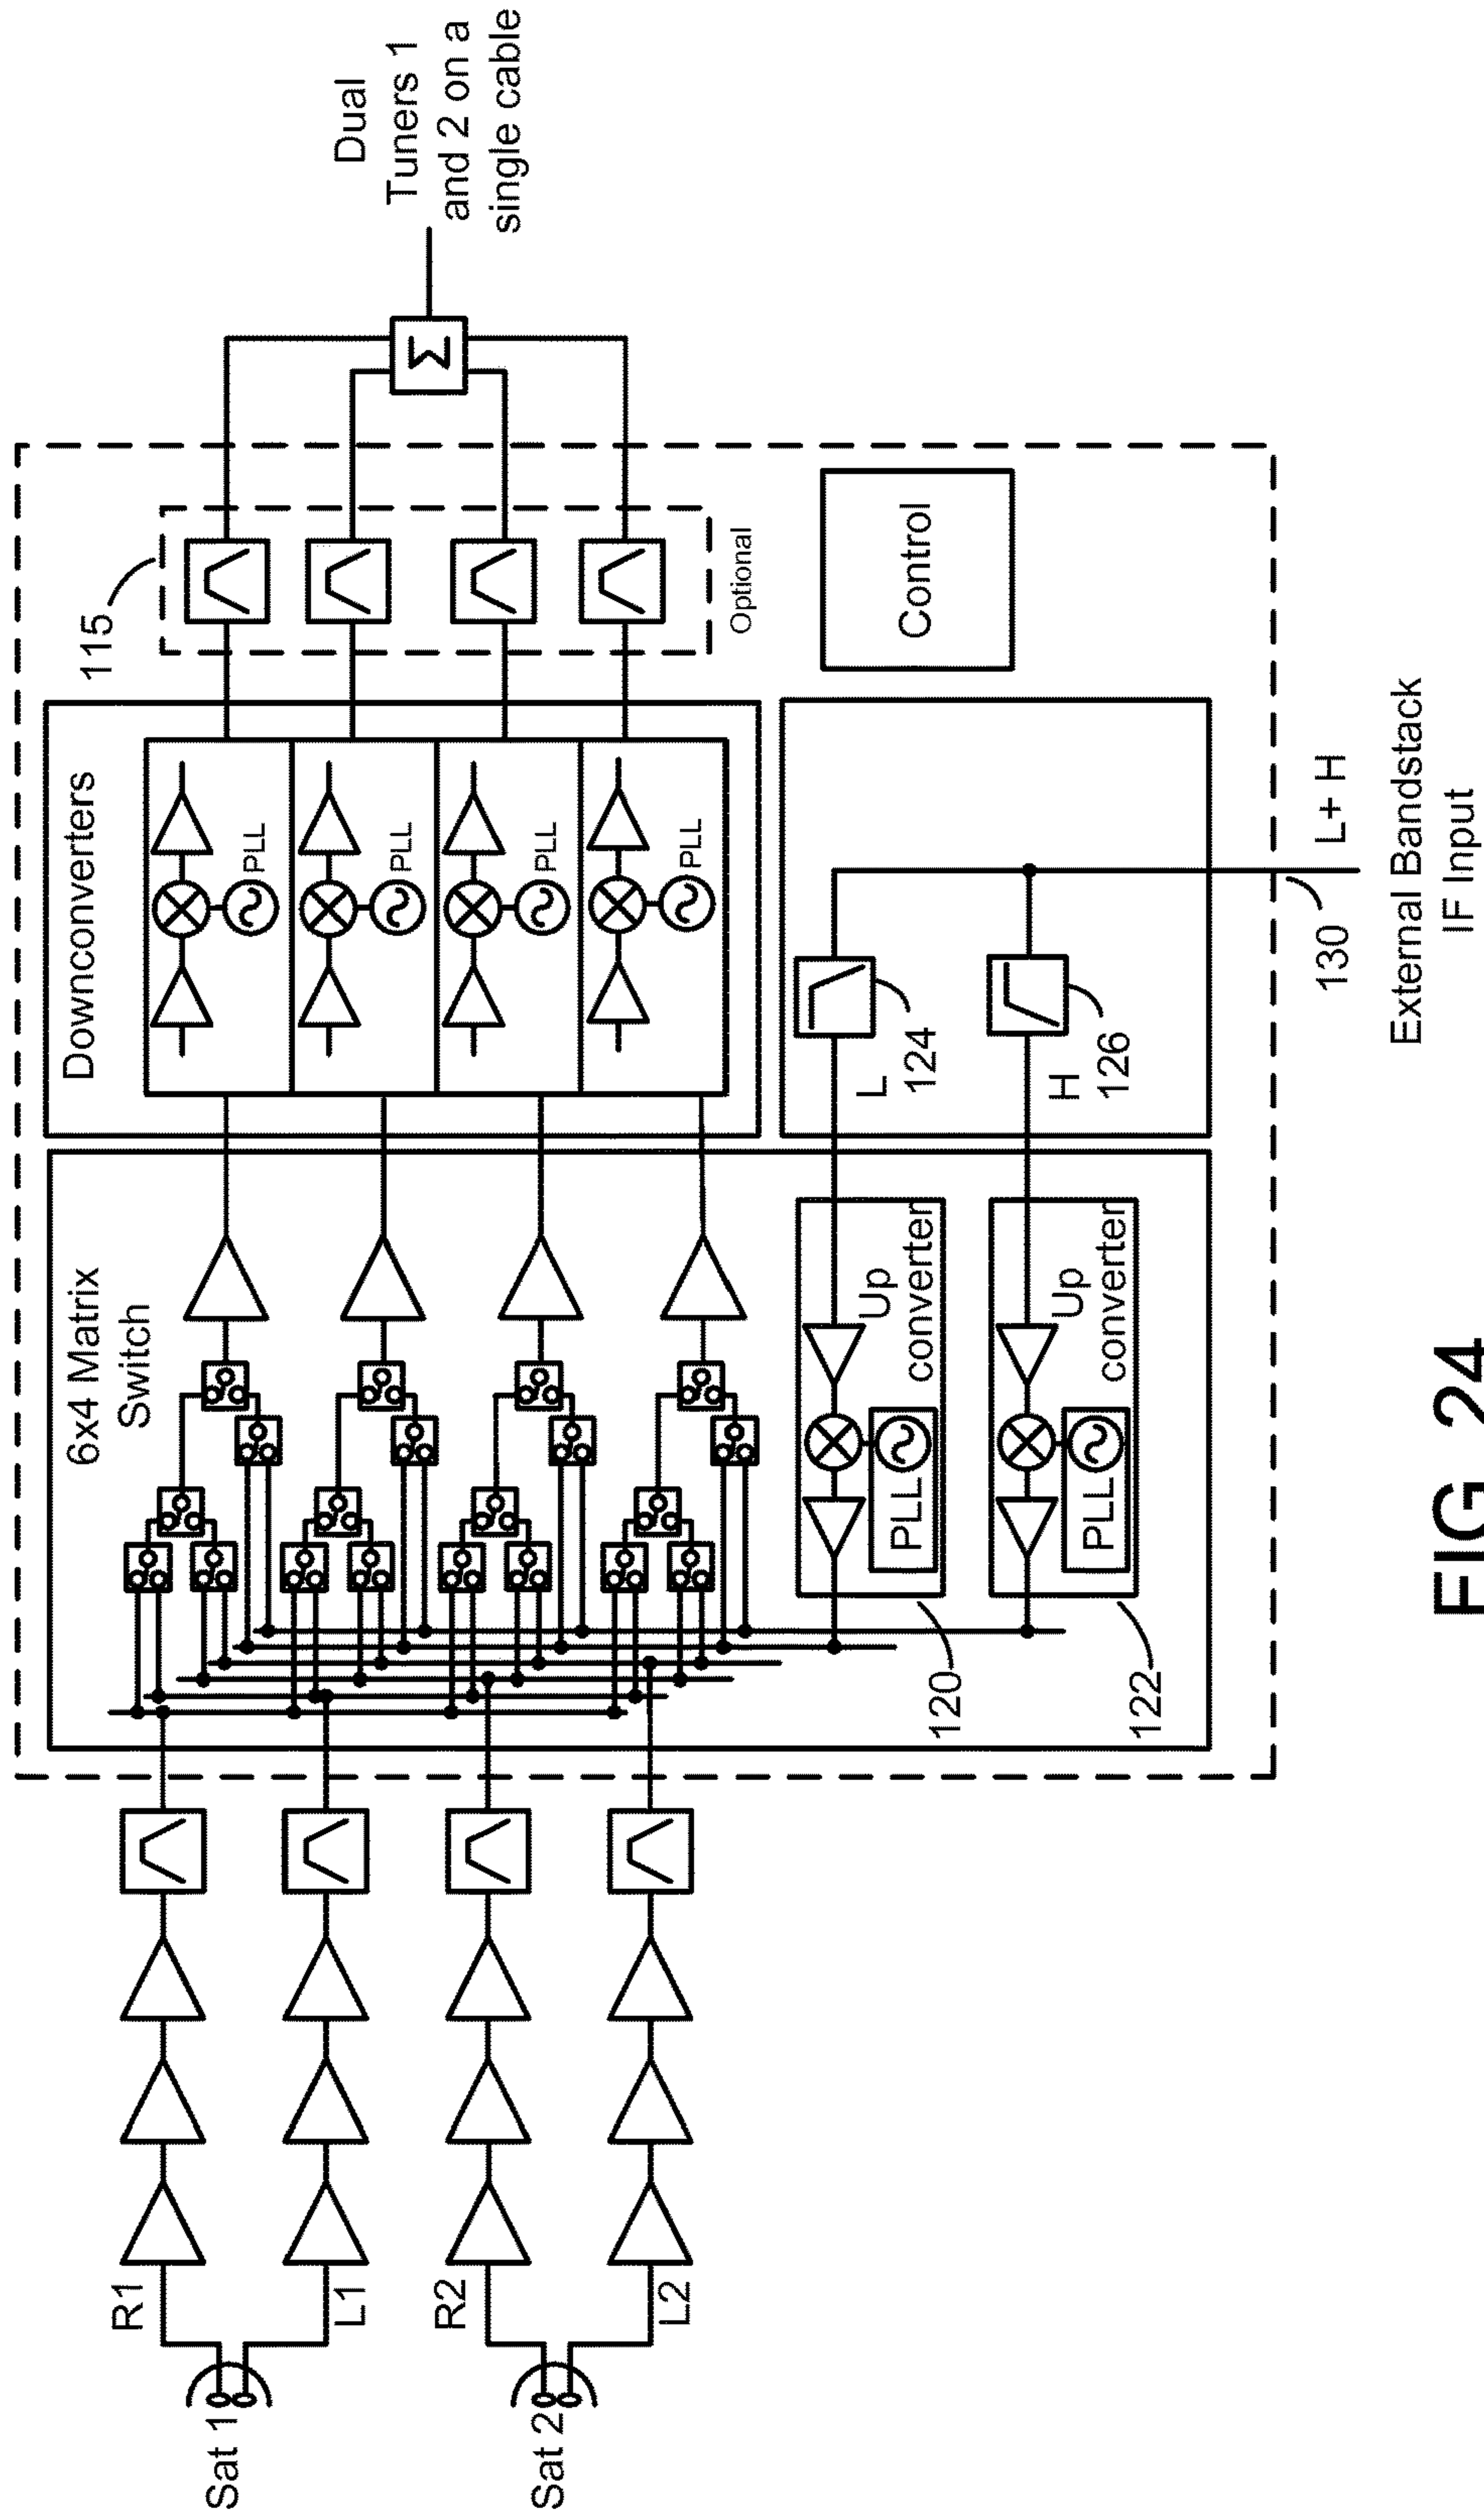 Sat 1
R1
L1
Sat 2
R2
L2
6x4 Matrix
Switch
Up
converter
PLL
120
Up
converter
PLL
122
Downconverters
PLL
PLL
PLL
PLL
L
124
H
126
115
Optional
Control
Dual
Tuners 1
and 2 on a
single cable
130
L+ H
External Bandstack
IF Input
FIG. 24